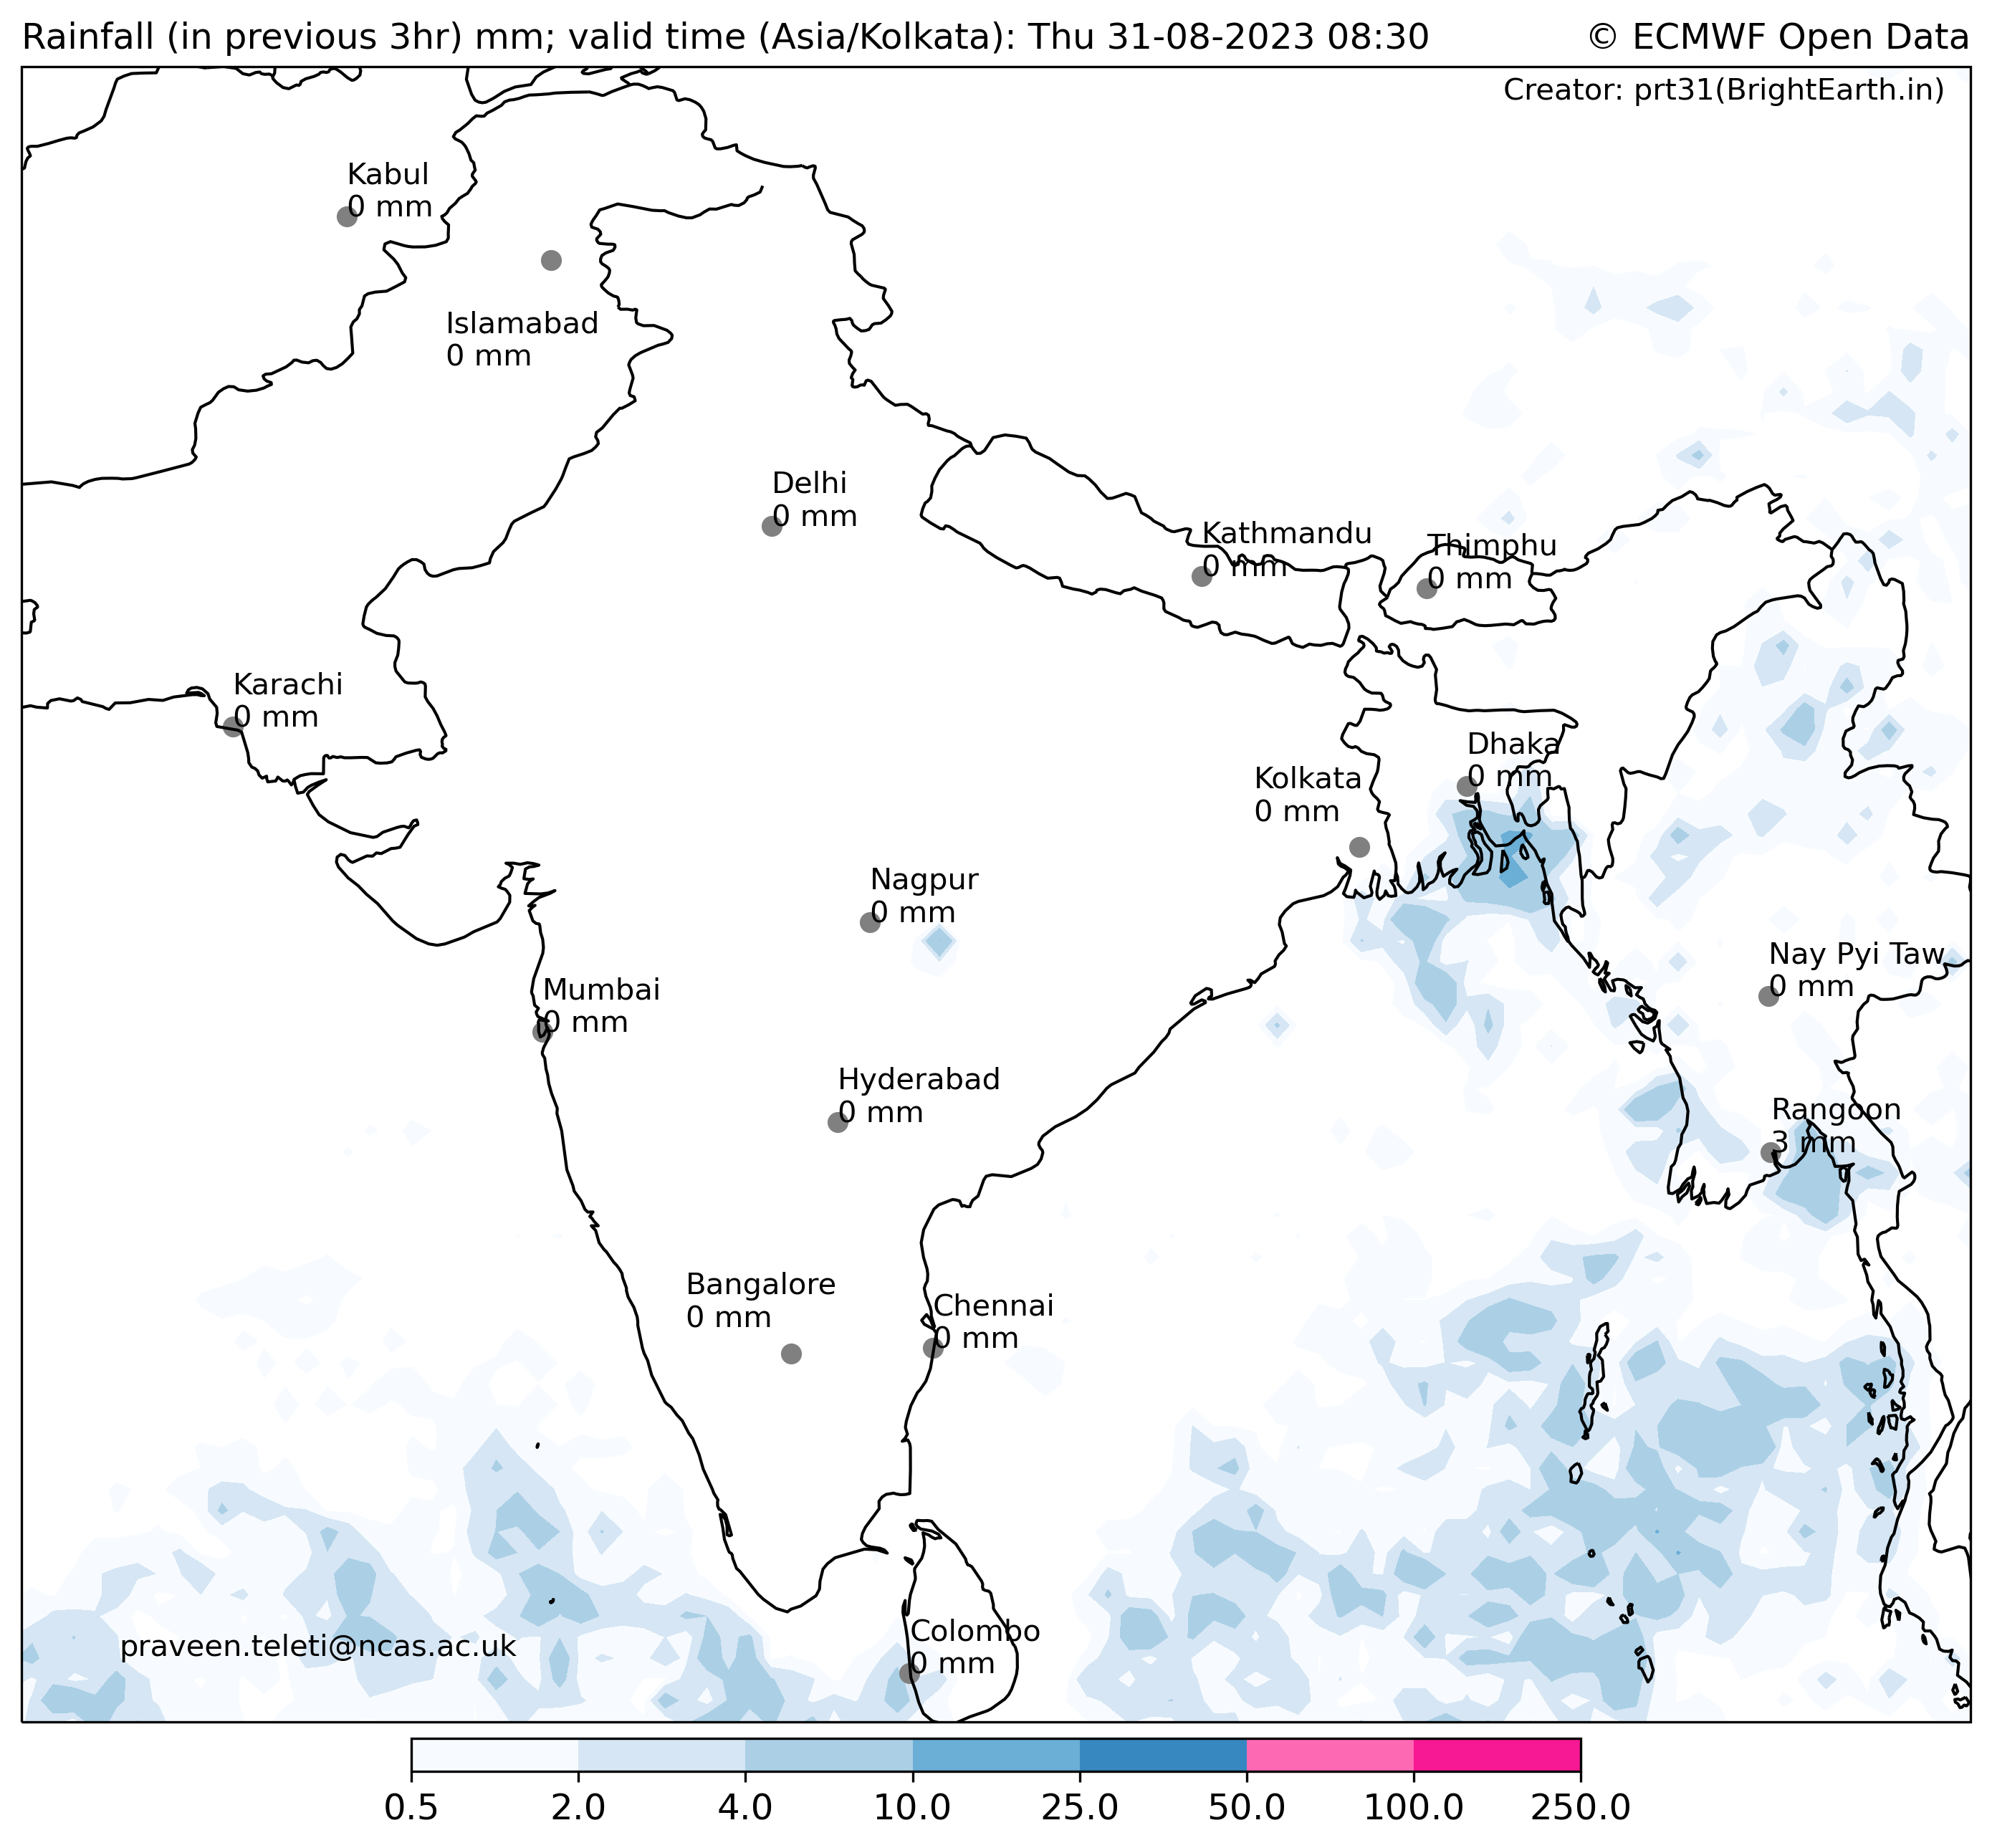 Rainfall (in previous 3hr) mm; valid time (Asia/Kolkata): Thu 31-08-2023 08:30
© ECMWF Open Data
Creator: prt31(BrightEarth.in)
Kabul
0 mm
Islamabad
0 mm
Delhi
0 mm
Kathmandu
0 mm
Thimphu
0 mm
Karachi
0 mm
Dhaka
0 mm
Kolkata
0 mm
Nagpur
0 mm
Nay Pyi Taw
0 mm
Mumbai
0 mm
Hyderabad
0 mm
Rangoon
3 mm
Bangalore
0 mm
Chennai
0 mm
Colombo
0 mm
praveen.teleti@ncas.ac.uk
0.5 2.0 4.0 10.0 25.0 50.0 100.0 250.0